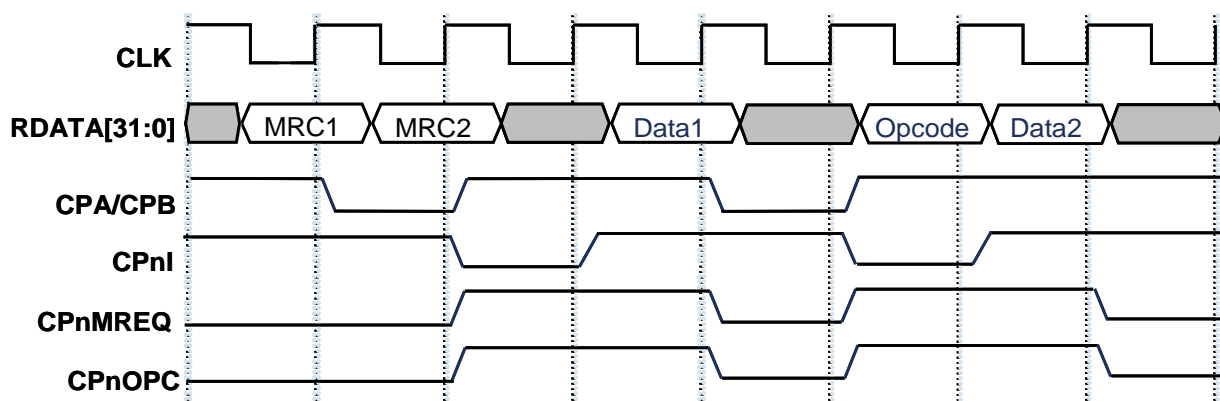 CLK
RDATA[31:0] MRC1 MRC2 Data1 Opcode Data2
CPA/CPB
CPnI
CPnMREQ
CPnOPC